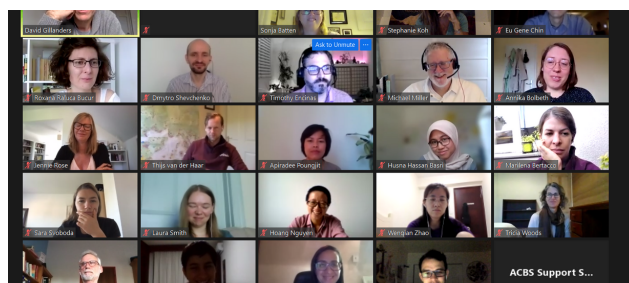 David Gillanders
Sonja Batten
Stephanie Koh
Eu Gene Chin
Ask to Unmute ...
Roxana Raluca Bucur
Dmytro Shevchenko
Timothy Encinas
Michael Miller
Annika Bolbeth
Jennie Rose
Thijs van der Haar
Apiradee Poungjit
Husna Hassan Basri
Marileria Bertacco
Sara Svoboda
Laura Smith
Hoang Nguyen
Wenqian Zhao
Tricia Woods
ACBS Support S...